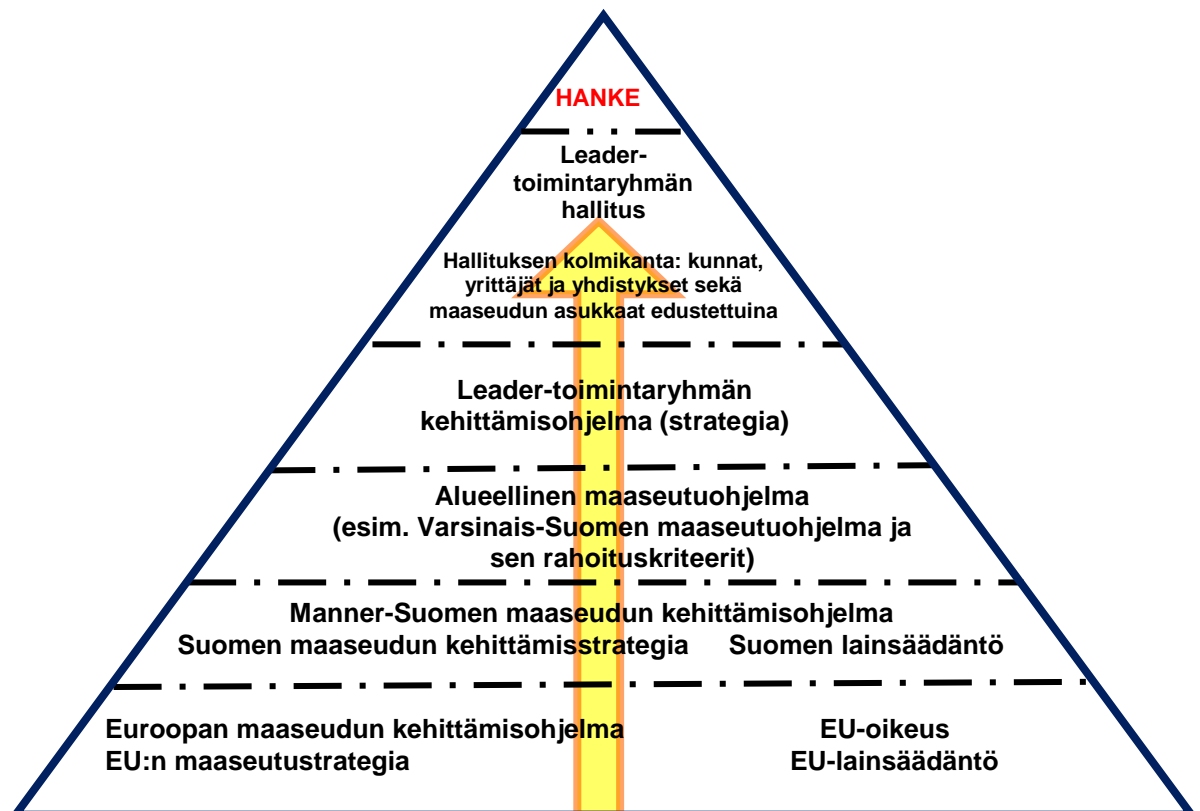 HANKE
Leader-
toimintaryhmän
hallitus
Hallituksen kolmikanta: kunnat,
yrittäjät ja yhdistykset sekä
maaseudun asukkaat edustettuina
Leader-toimintaryhmän
kehittämisohjelma (strategia)
Alueellinen maaseutuohjelma
(esim. Varsinais-Suomen maaseutuohjelma ja
sen rahoituskriteerit)
Manner-Suomen maaseudun kehittämisohjelma
Suomen maaseudun kehittämisstrategia Suomen lainsäädäntö
Euroopan maaseudun kehittämisohjelma EU-oikeus
EU:n maaseutustrategia EU-lainsäädäntö